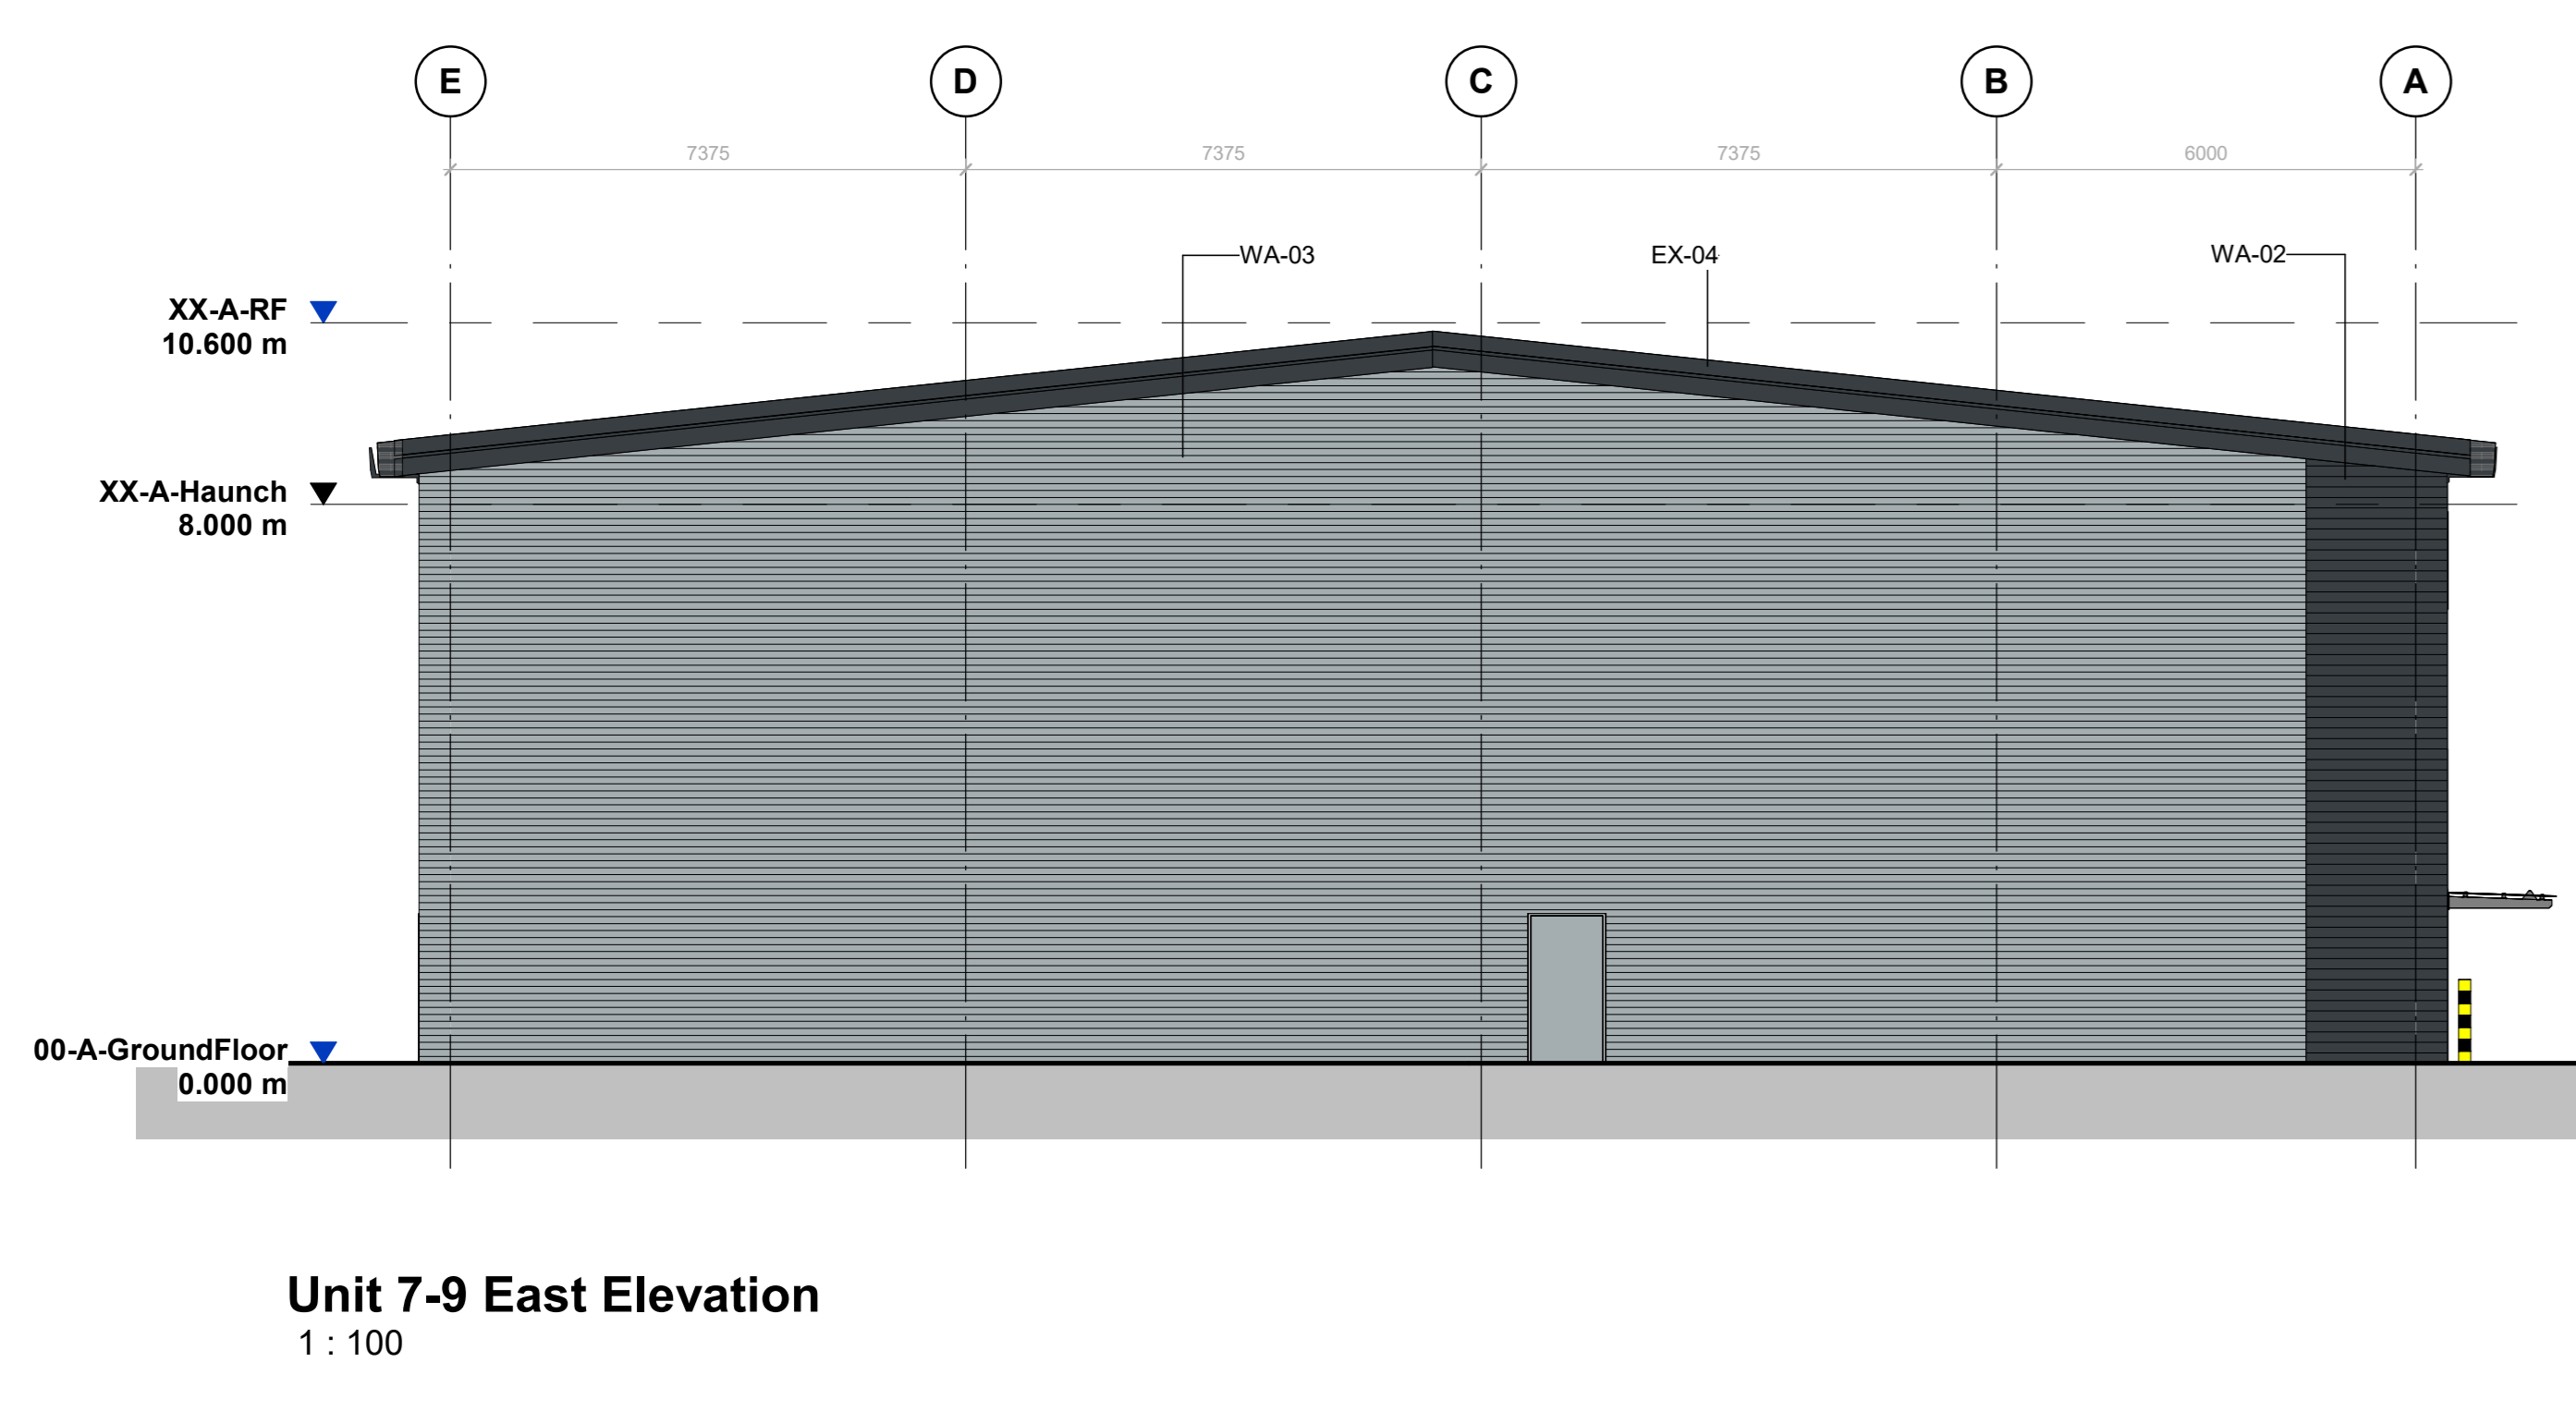 E D C B A
7375 7375 7375 6000
WA-03 EX-04 WA-02
XX-A-RF
10.600 m
XX-A-Haunch
8.000 m
00-A-GroundFloor
0.000 m
Unit 7-9 East Elevation
1 : 100